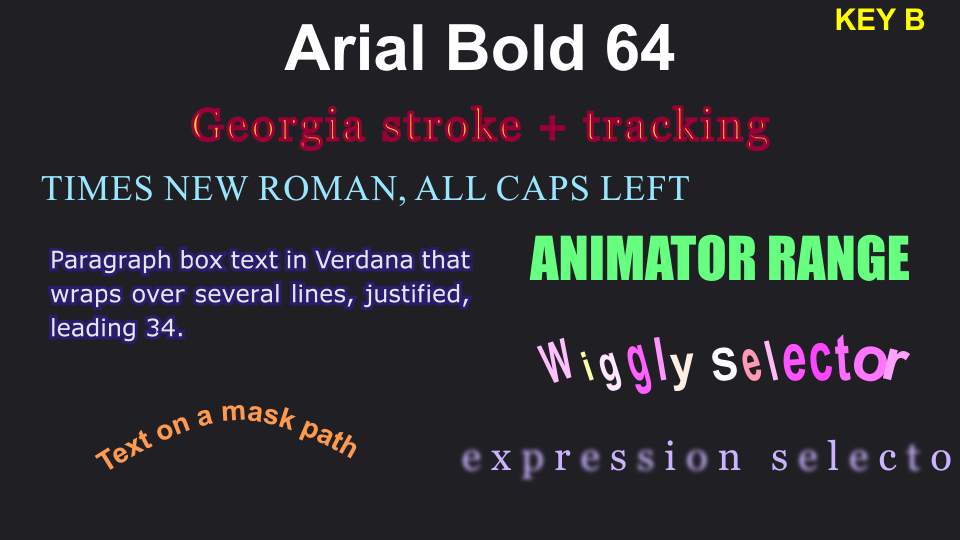 KEY B
Arial Bold 64
Georgia stroke + tracking
TIMES NEW ROMAN, ALL CAPS LEFT
Paragraph box text in Verdana that
wraps over several lines, justified,
leading 34.
ANIMATOR RANGE
Wiggly selector
Text on a mask path
expression selecto